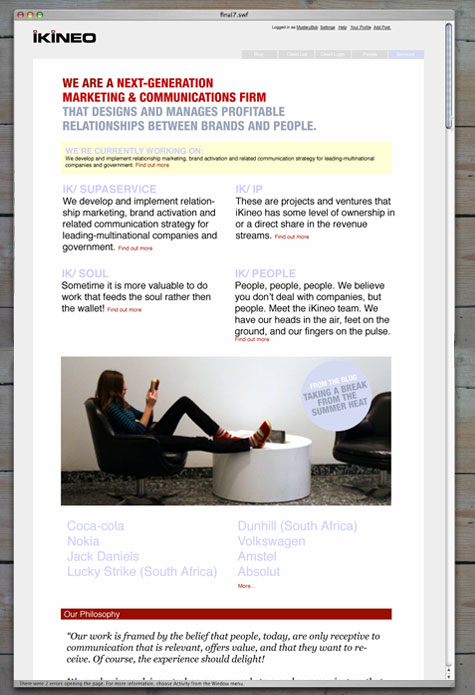 final7.swf
iKiNEO
Logged in as MysteryBob Settings Help Your Profile Add Post
Blog Client List Client Login People Services
WE ARE A NEXT-GENERATION
MARKETING & COMMUNICATIONS FIRM
THAT DESIGNS AND MANAGES PROFITABLE
RELATIONSHIPS BETWEEN BRANDS AND PEOPLE.
WE'RE CURRENTLY WORKING ON:
We develop and implement relationship marketing, brand activation and related communication strategy for leading-multinational
companies and government. Find out more
IK/ SUPASERVICE
We develop and implement relation-
ship marketing, brand activation and
related communication strategy for
leading-multinational companies and
government. Find out more
IK/ IP
These are projects and ventures that
iKineo has some level of ownership in
or a direct share in the revenue
streams. Find out more
IK/ SOUL
Sometime it is more valuable to do
work that feeds the soul rather then
the wallet! Find out more
IK/ PEOPLE
People, people, people. We believe
you don't deal with companies, but
people. Meet the iKineo team. We
have our heads in the air, feet on the
ground, and our fingers on the pulse.
Find out more
FROM THE BLOG
TAKING A BREAK
FROM THE
SUMMER HEAT
Coca-cola
Nokia
Jack Daniels
Lucky Strike (South Africa)
Dunhill (South Africa)
Volkswagen
Amstel
Absolut
More...
Our Philosophy
"Our work is framed by the belief that people, today, are only receptive to
communication that is relevant, offers value, and that they want to re-
ceive. Of course, the experience should delight!
There were 2 errors opening the page. For more information, choose Activity from the Window menu.